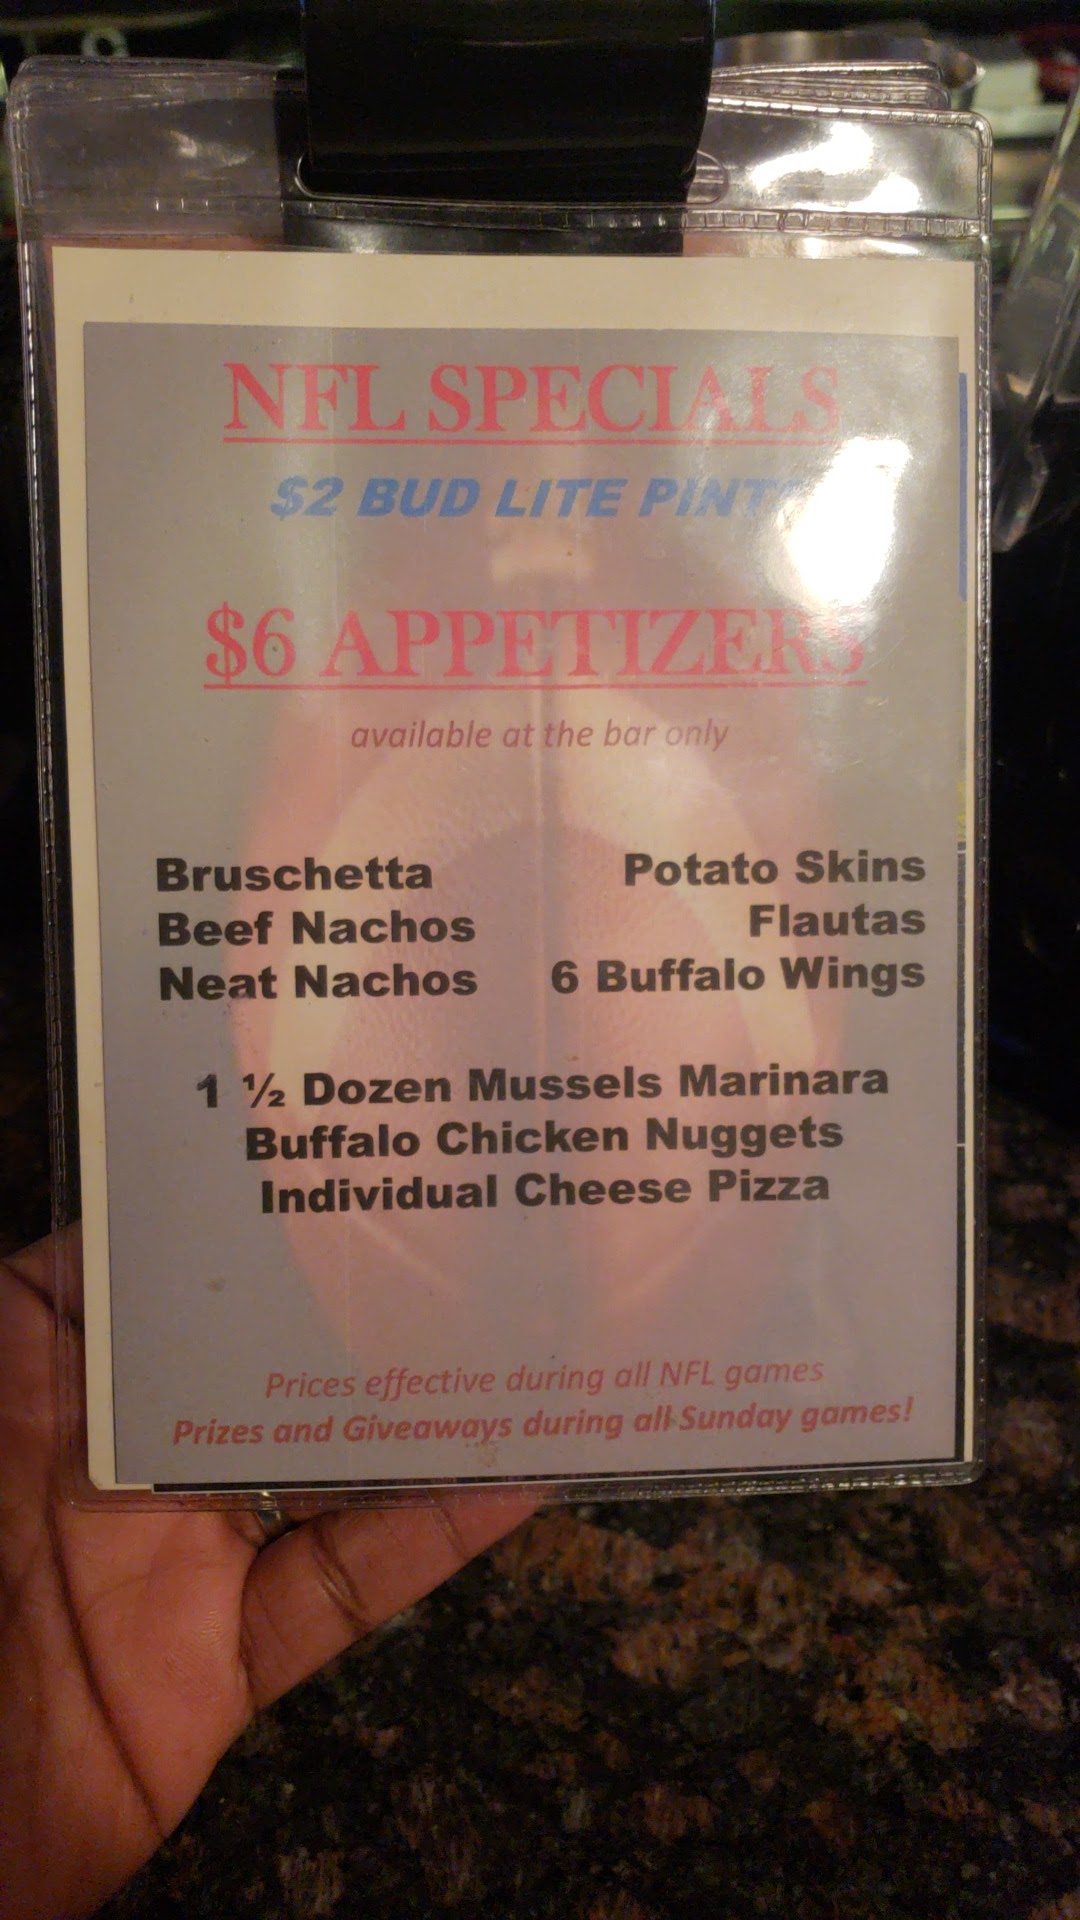 NFL SPECIALS
$2 BUD LITE PINTS
$6 APPETIZERS
available at the bar only
Bruschetta Potato Skins
Beef Nachos Flautas
Neat Nachos 6 Buffalo Wings
1 ½ Dozen Mussels Marinara
Buffalo Chicken Nuggets
Individual Cheese Pizza
Prices effective during all NFL games
Prizes and Giveaways during all Sunday games!